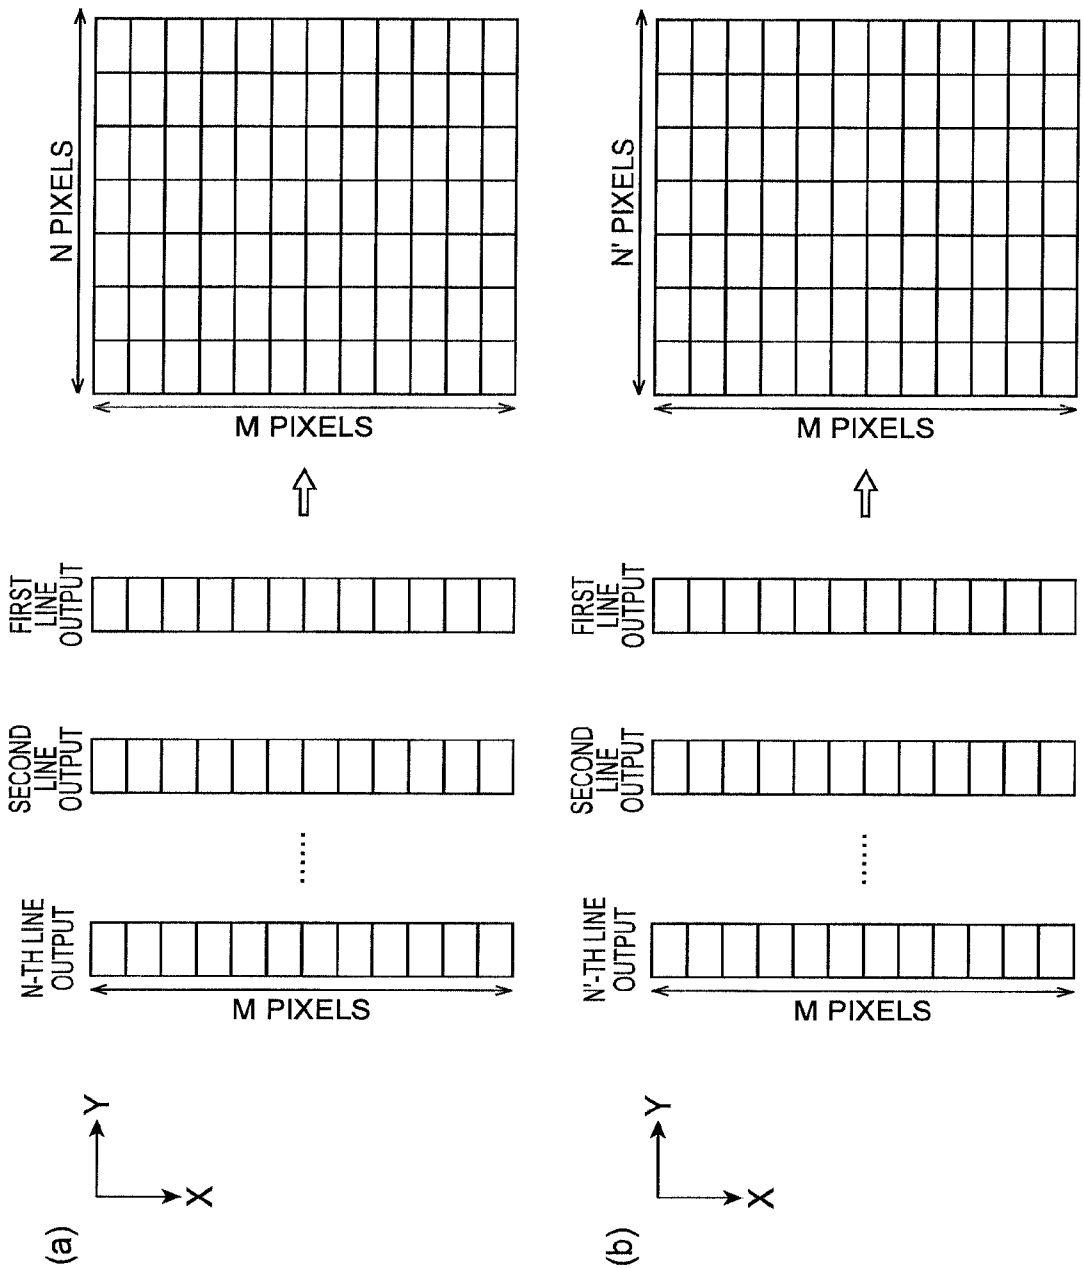 (a)
X
Y
N-TH LINE
OUTPUT
M PIXELS
......
SECOND
LINE
OUTPUT
FIRST
LINE
OUTPUT
M PIXELS
N PIXELS
(b)
X
Y
N'-TH LINE
OUTPUT
M PIXELS
......
SECOND
LINE
OUTPUT
FIRST
LINE
OUTPUT
M PIXELS
N' PIXELS